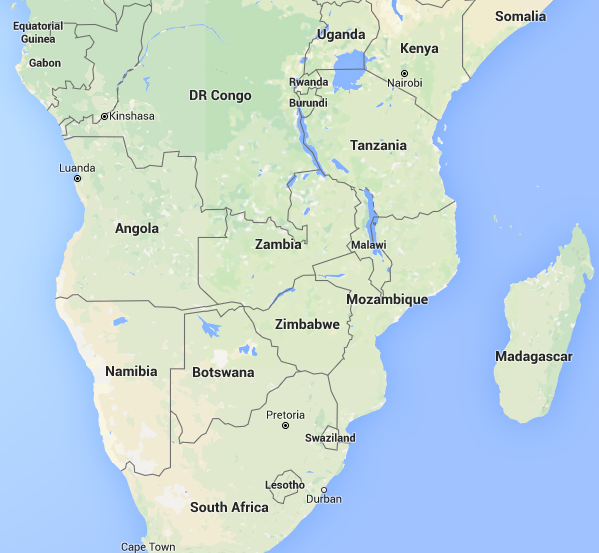 Somalia
Equatorial
Guinea
Uganda
Kenya
Gabon
Rwanda
Nairobi
DR Congo
Burundi
Kinshasa
Tanzania
Luanda
Angola
Zambia
Malawi
Mozambique
Zimbabwe
Madagascar
Namibia
Botswana
Pretoria
Swaziland
Lesotho
Durban
South Africa
Cape Town